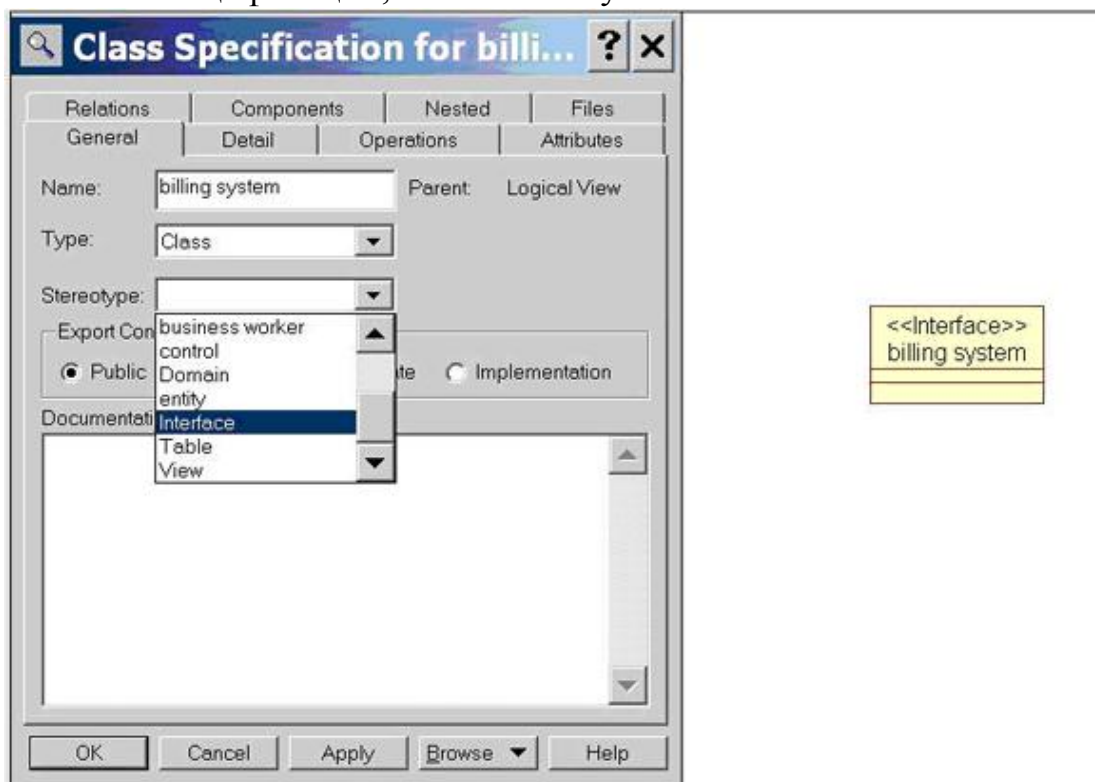 Class Specification for billi...
Relations Components Nested Files
General Detail Operations Attributes
Name: billing system Parent: Logical View
Type: Class
Stereotype:
Export Con
business worker
control
Domain
entity
Interface
Table
View
Public te Implementation
Documentati
OK Cancel Apply Browse Help
<<Interface>>
billing system